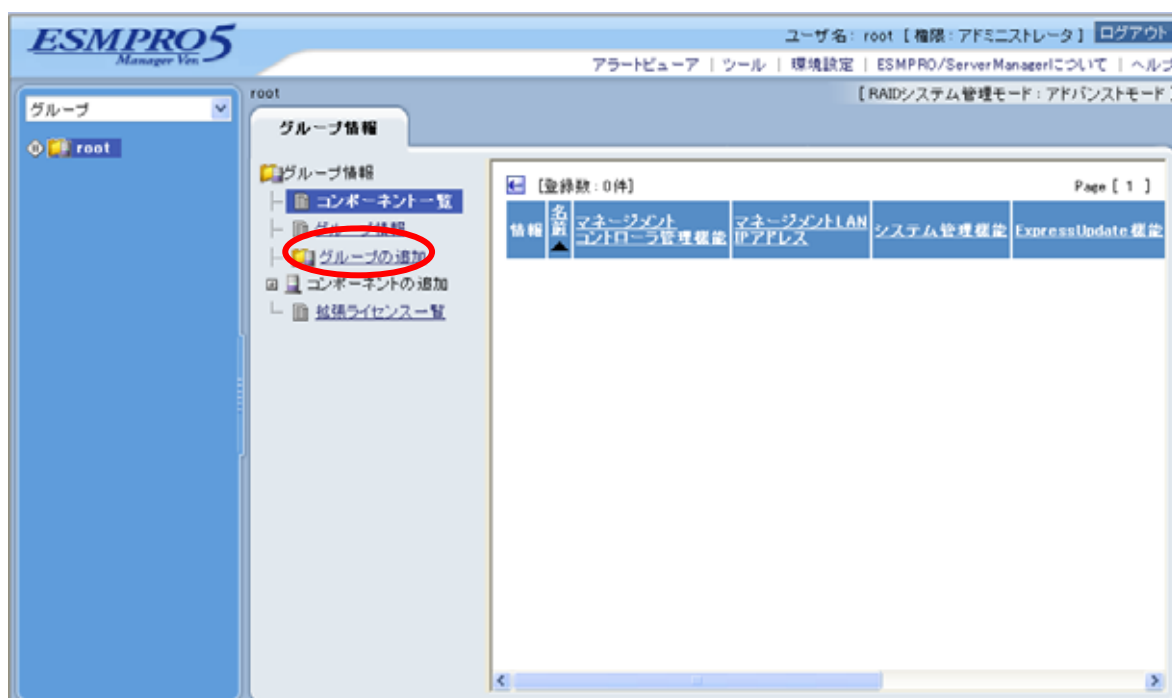 ESMPRO5
Manager Ver.
ユーザ名: root [ 権限:アドミニストレータ ] ログアウト
アラートビューア | ツール | 環境設定 | ESMPRO/ServerManagerについて | ヘルプ
グループ
root
root
[ RAIDシステム管理モード:アドバンストモード ]
グループ情報
グループ情報
コンポーネント一覧
グループ情報
グループの追加
コンポーネントの追加
拡張ライセンス一覧
[登録数:0件]
Page [ 1 ]
情報
名前
マネージメント
コントローラ管理機能
マネージメントLAN
IPアドレス
システム管理機能
ExpressUpdate機能